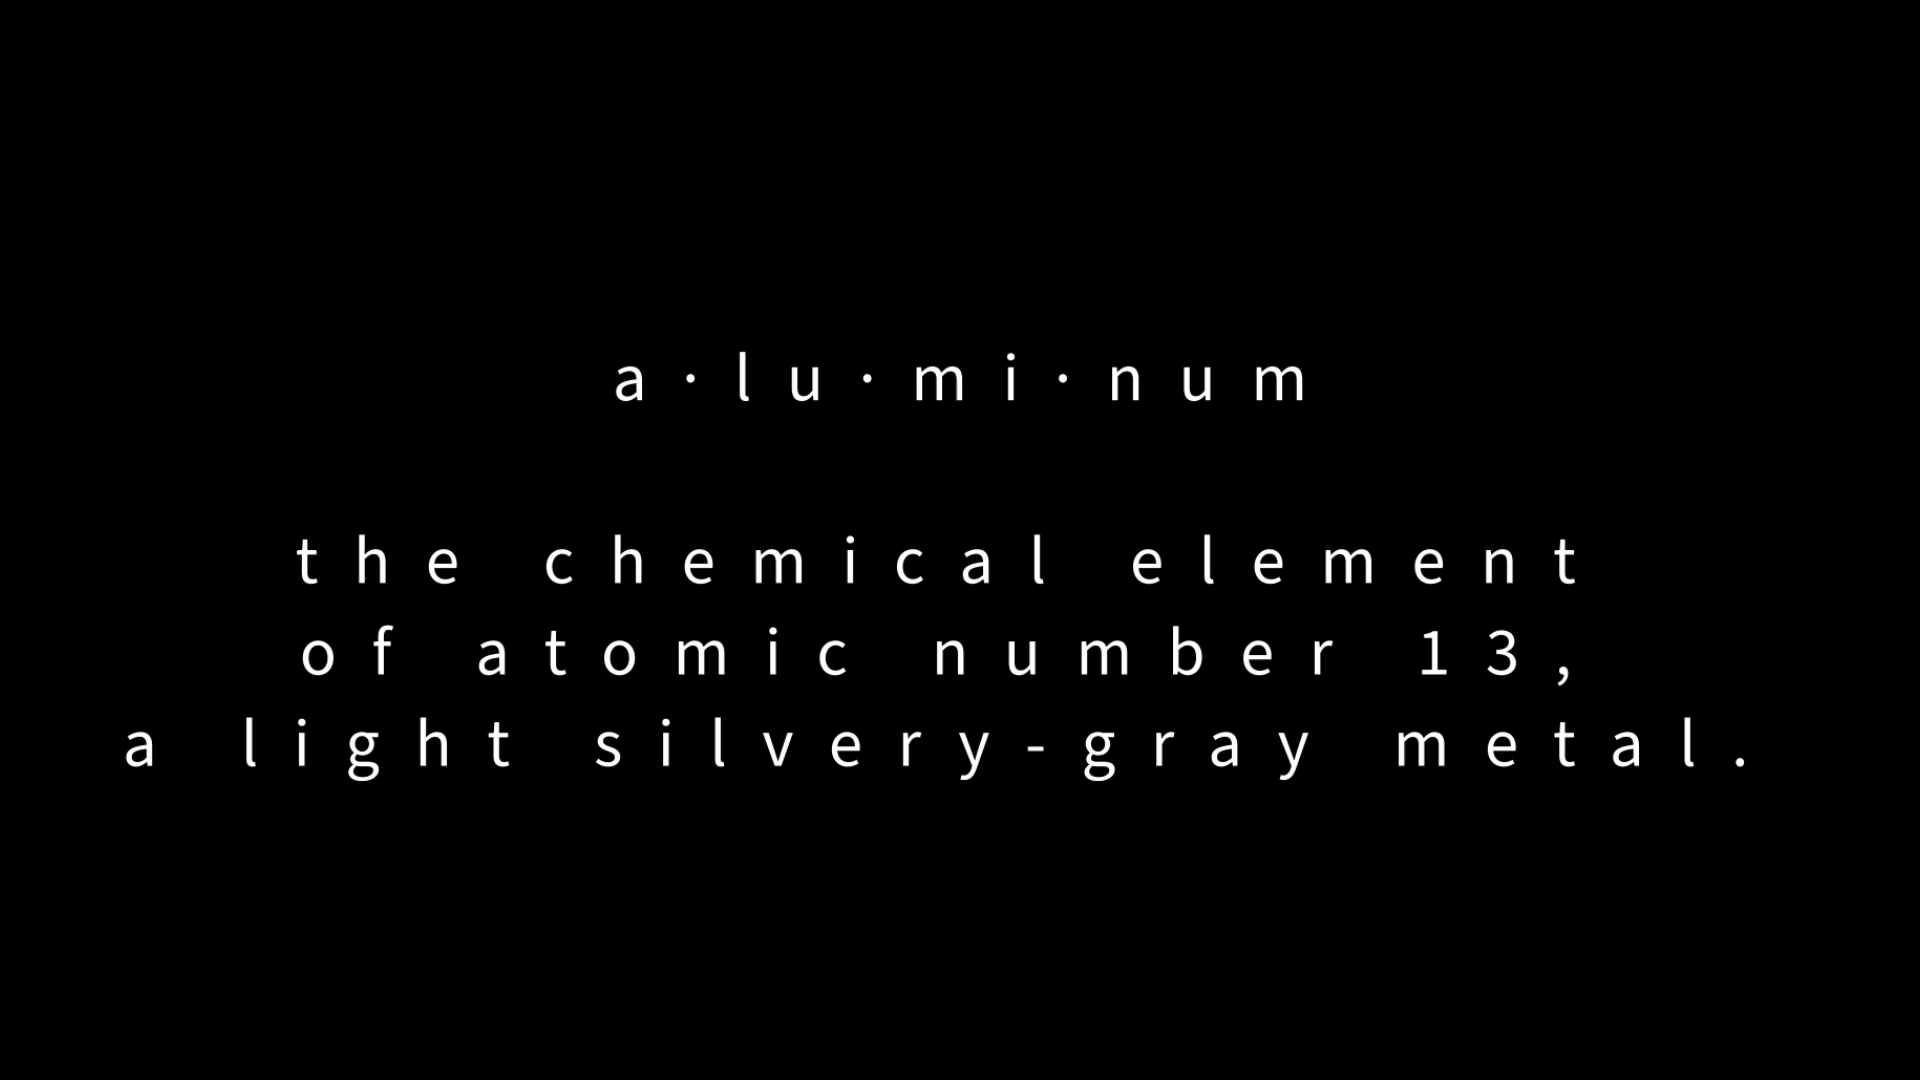 a·lu·mi·num
the chemical element
of atomic number 13,
a light silvery-gray metal.